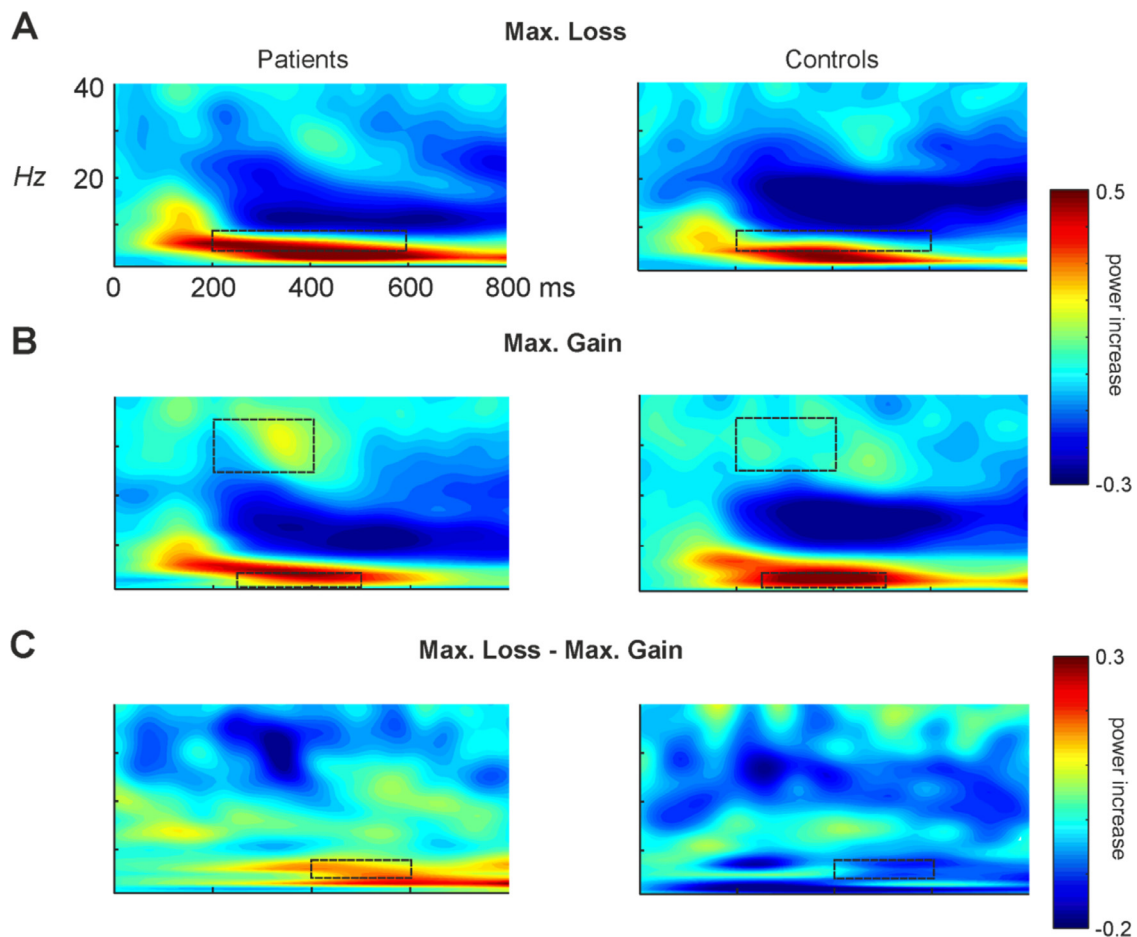 A
Max. Loss
Patients
Controls
40
Hz
20
0 200 400 600 800 ms
0.5
power increase
-0.3
B
Max. Gain
C
Max. Loss - Max. Gain
0.3
power increase
-0.2